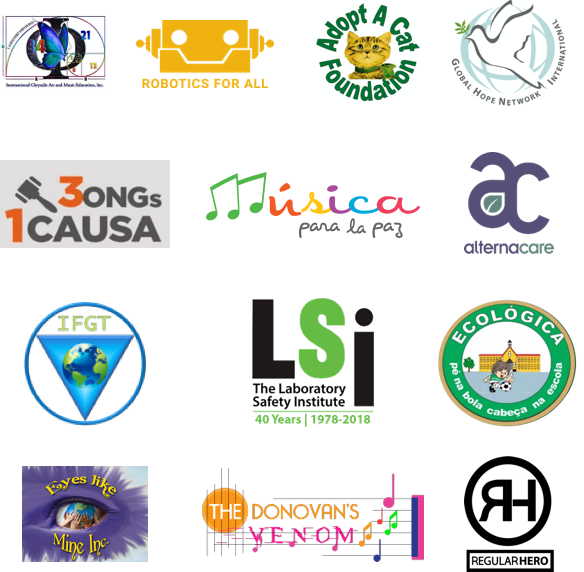 21
13
International Chrysalis Art and Music Education, Inc.
ROBOTICS FOR ALL
Adopt A Cat
Foundation
GLOBAL HOPE NETWORK INTERNATIONAL
3ONGs
1CAUSA
música
para la paz
ac
alternacare
IFGT
LSi
The Laboratory
Safety Institute
40 Years | 1978-2018
ECOLÓGICA
pé na bola cabeça na escola
Eyes like
Mine Inc.
THE DONOVAN'S
VENOM
RH
REGULARHERO